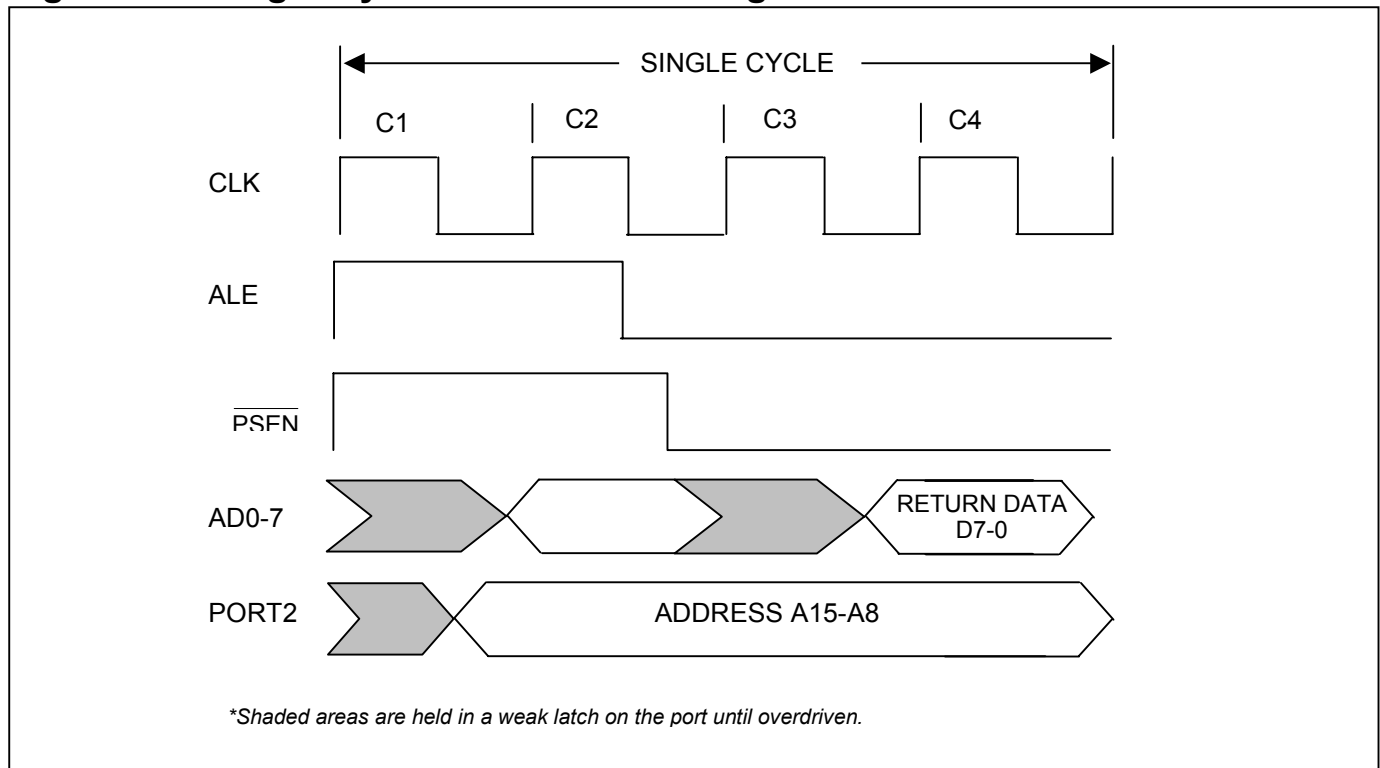 SINGLE CYCLE
C1 C2 C3 C4
CLK
ALE
PSEN
AD0-7
RETURN DATA
D7-0
PORT2
ADDRESS A15-A8
*Shaded areas are held in a weak latch on the port until overdriven.